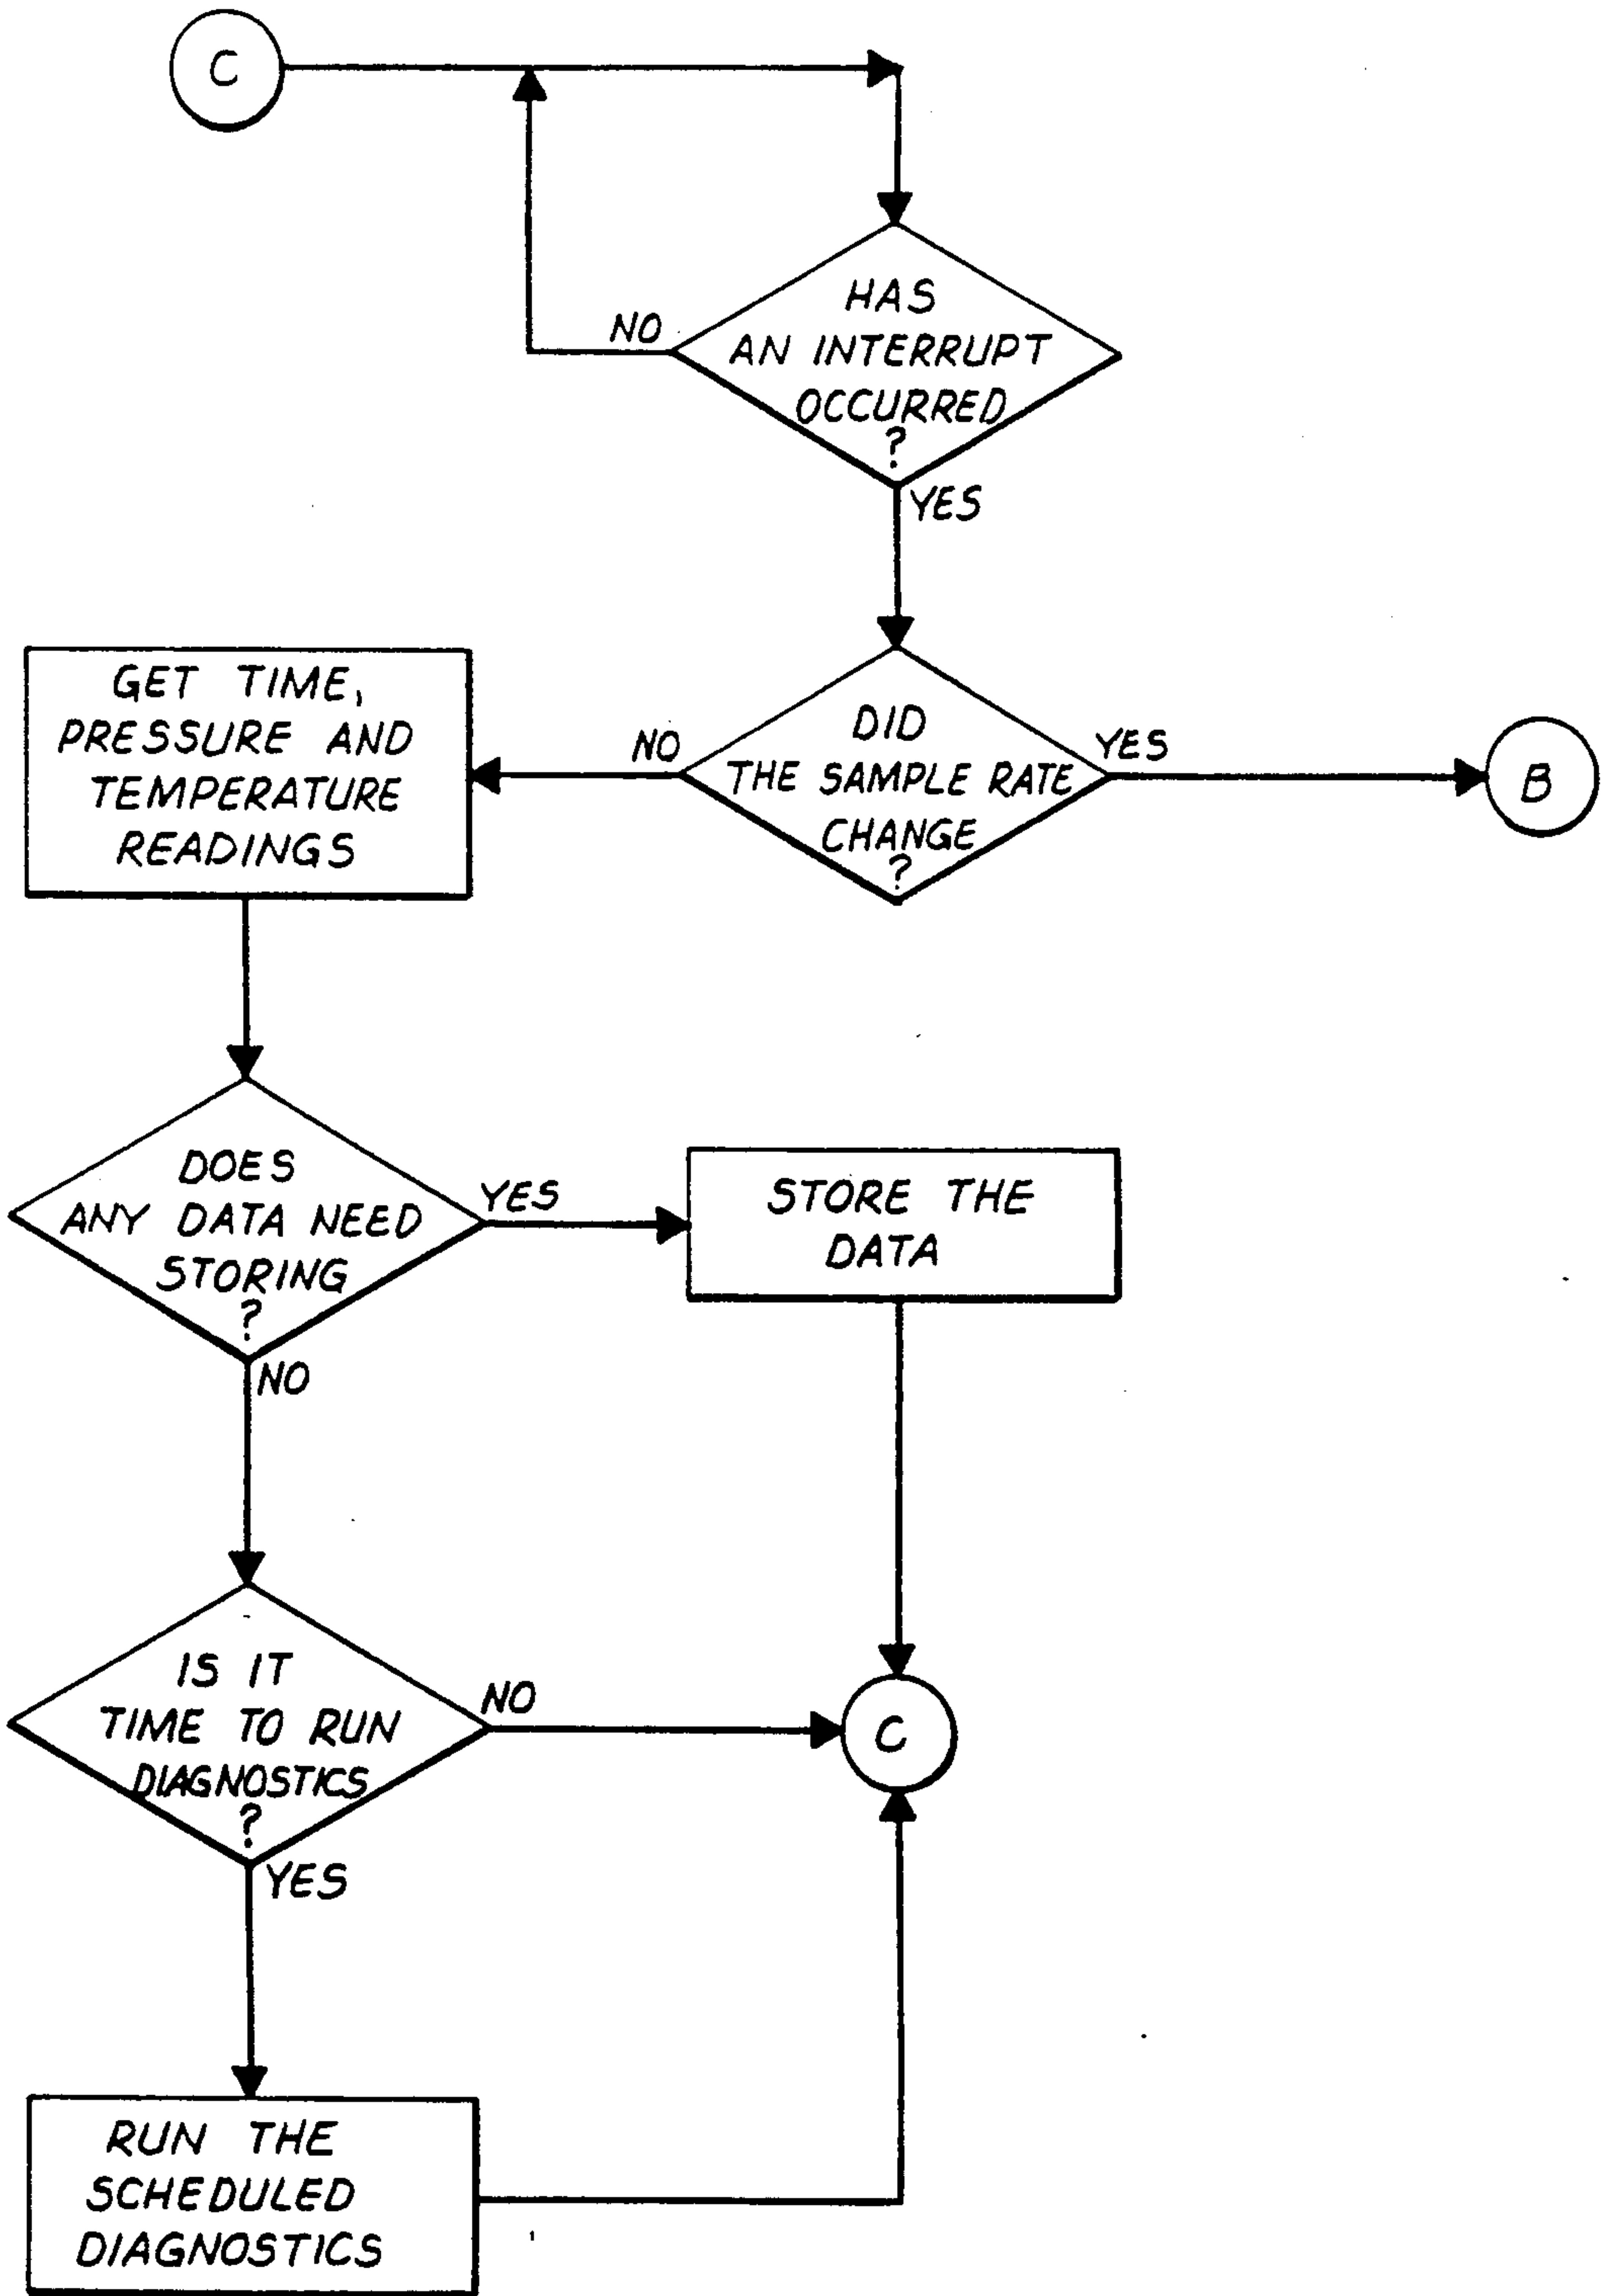 C
HAS
AN INTERRUPT
OCCURRED
?
NO
YES
DID
THE SAMPLE RATE
CHANGE
?
NO
YES
B
GET TIME,
PRESSURE AND
TEMPERATURE
READINGS
DOES
ANY DATA NEED
STORING
?
YES
NO
STORE THE
DATA
IS IT
TIME TO RUN
DIAGNOSTICS
?
NO
YES
C
RUN THE
SCHEDULED
DIAGNOSTICS